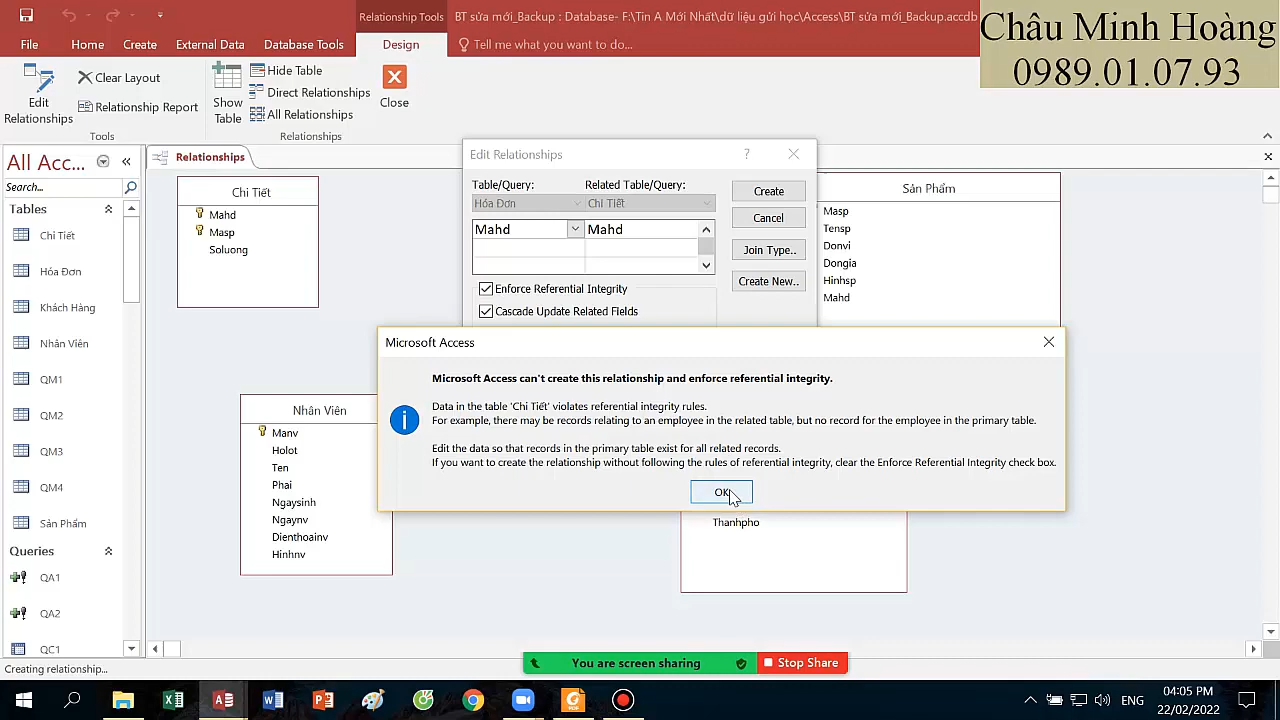 Relationship Tools
BT sửa mới_Backup : Database- F:\Tin A Mới Nhất\dữ liệu gửi học\Access\BT sửa mới_Backup.accdb
Châu Minh Hoàng
0989.01.07.93
File
Home
Create
External Data
Database Tools
Design
Tell me what you want to do...
Edit Relationships
Clear Layout
Relationship Report
Tools
Show Table
Hide Table
Direct Relationships
All Relationships
Relationships
Close
All Acc...
Search...
Tables
Chi Tiết
Hóa Đơn
Khách Hàng
Nhân Viên
QM1
QM2
QM3
QM4
Sản Phẩm
Queries
QA1
QA2
QC1
Relationships
Chi Tiết
Mahd
Masp
Soluong
Nhân Viên
Manv
Holot
Ten
Phai
Ngaysinh
Ngaynv
Dienthoainv
Hinhnv
Edit Relationships
?
Table/Query:
Related Table/Query:
Hóa Đơn
Chi Tiết
Mahd
Mahd
Enforce Referential Integrity
Cascade Update Related Fields
Create
Cancel
Join Type..
Create New..
Sản Phẩm
Masp
Tensp
Donvi
Dongia
Hinhsp
Mahd
Microsoft Access
Microsoft Access can't create this relationship and enforce referential integrity.
Data in the table 'Chi Tiết' violates referential integrity rules.
For example, there may be records relating to an employee in the related table, but no record for the employee in the primary table.
Edit the data so that records in the primary table exist for all related records.
If you want to create the relationship without following the rules of referential integrity, clear the Enforce Referential Integrity check box.
OK
Thanhpho
Creating relationship...
You are screen sharing
Stop Share
ENG
04:05 PM
22/02/2022